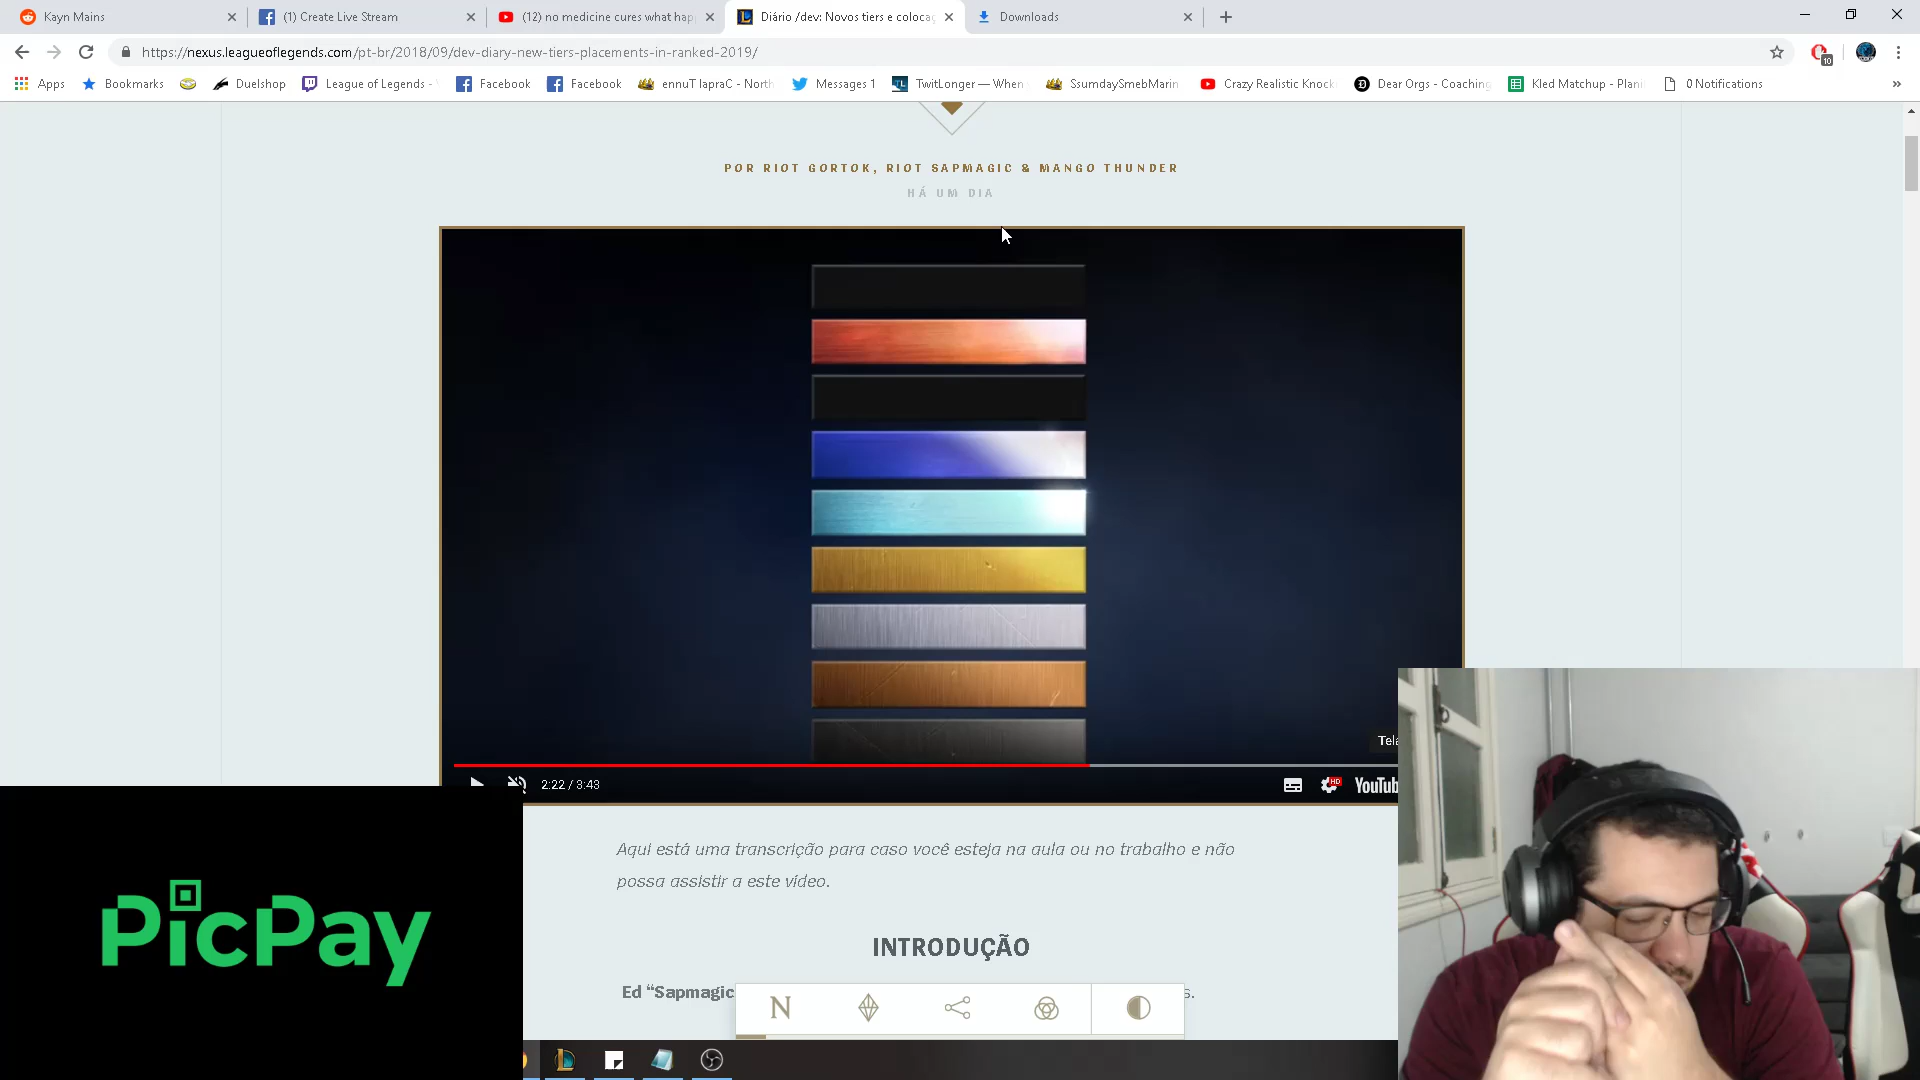 Kayn Mains
(1) Create Live Stream
(12) no medicine cures what hap
Diário /dev: Novos tiers e colocaç
Downloads
https://nexus.leagueoflegends.com/pt-br/2018/09/dev-diary-new-tiers-placements-in-ranked-2019/
10
Apps
Bookmarks
Duelshop
League of Legends -
Facebook
Facebook
ennuT lapraC - North
Messages 1
TwitLonger — When
SsumdaySmebMarin
Crazy Realistic Knock
Dear Orgs - Coaching
Kled Matchup - Plani
0 Notifications
»
POR RIOT GORTOK, RIOT SAPMAGIC & MANGO THUNDER
HÁ UM DIA
Tela
2:22 / 3:43
HD
YouTub
Aqui está uma transcrição para caso você esteja na aula ou no trabalho e não
possa assistir a este vídeo.
INTRODUÇÃO
Ed “Sapmagic
s.
N
PicPay